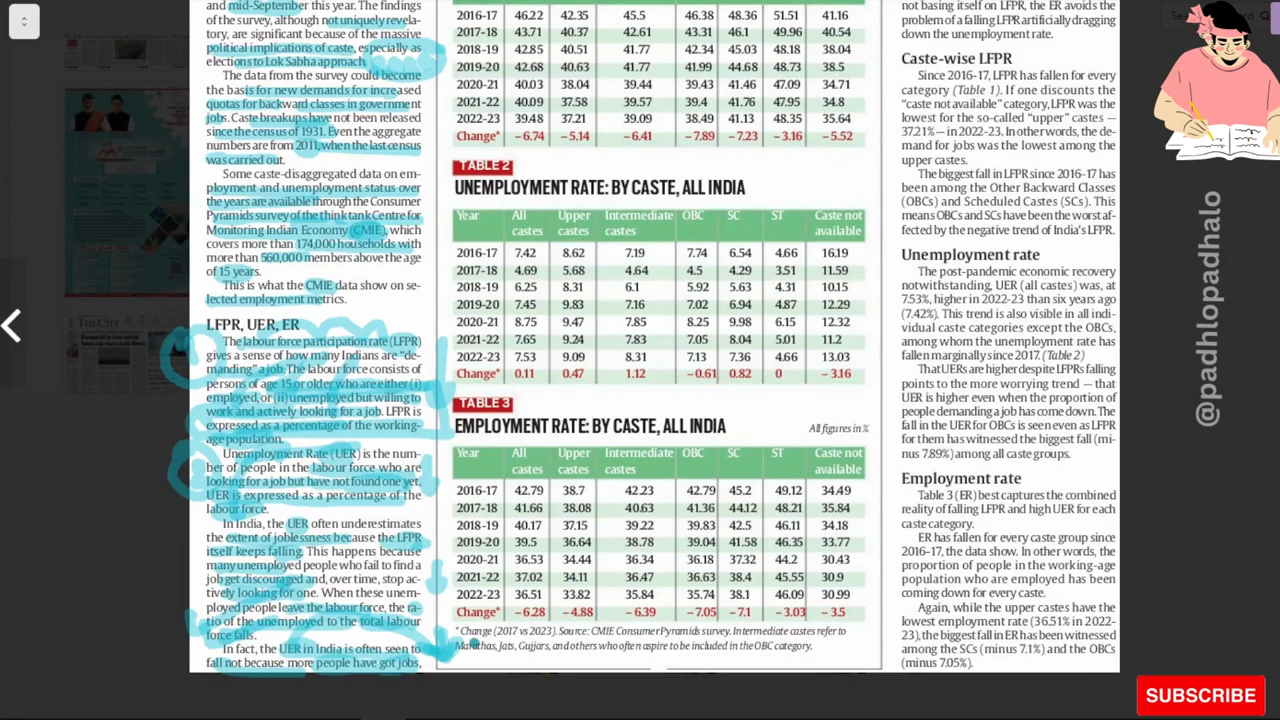 and mid-September this year. The findings
of the survey, although not uniquely revela-
tory, are significant because of the massive
political implications of caste, especially as
elections to Lok Sabha approach.
The data from the survey could become
the basis for new demands for increased
quotas for backward classes in government
jobs. Caste breakups have not been released
since the census of 1931. Even the aggregate
numbers are from 2011, when the last census
was carried out.
Some caste-disaggregated data on em-
ployment and unemployment status over
the years are available through the Consumer
Pyramids survey of the think tank Centre for
Monitoring Indian Economy (CMIE), which
covers more than 174,000 households with
more than 560,000 members above the age
of 15 years.
This is what the CMIE data show on se-
lected employment metrics.
LFPR, UER, ER
The labour force participation rate (LFPR)
gives a sense of how many Indians are "de-
manding" a job. The labour force consists of
persons of age 15 or older who are either (i)
employed, or (ii) unemployed but willing to
work and actively looking for a job. LFPR is
expressed as a percentage of the working-
age population.
Unemployment Rate (UER) is the num-
ber of people in the labour force who are
looking for a job but have not found one yet.
UER is expressed as a percentage of the
labour force.
In India, the UER often underestimates
the extent of joblessness because the LFPR
itself keeps falling. This happens because
many unemployed people who fail to find a
job get discouraged and, over time, stop ac-
tively looking for one. When these unem-
ployed people leave the labour force, the ra-
tio of the unemployed to the total labour
force falls.
In fact, the UER in India is often seen to
fall not because more people have got jobs,
2016-17 46.22 42.35 45.5 46.38 48.36 51.51 41.16
2017-18 43.71 40.37 42.61 43.31 46.1 49.96 40.54
2018-19 42.85 40.51 41.77 42.34 45.03 48.18 38.04
2019-20 42.68 40.63 41.77 41.99 44.68 48.73 38.5
2020-21 40.03 38.04 39.44 39.43 41.46 47.09 34.71
2021-22 40.09 37.58 39.57 39.4 41.76 47.95 34.8
2022-23 39.48 37.21 39.09 38.49 41.13 48.35 35.64
Change* – 6.74 – 5.14 – 6.41 – 7.89 – 7.23 – 3.16 – 5.52
TABLE 2
UNEMPLOYMENT RATE: BY CASTE, ALL INDIA
Year All Upper Intermediate OBC SC ST Caste not
castes castes castes available
2016-17 7.42 8.62 7.19 7.74 6.54 4.66 16.19
2017-18 4.69 5.68 4.64 4.5 4.29 3.51 11.59
2018-19 6.25 8.31 6.1 5.92 5.63 4.31 10.15
2019-20 7.45 9.83 7.16 7.02 6.94 4.87 12.29
2020-21 8.75 9.47 7.85 8.25 9.98 6.15 12.32
2021-22 7.65 9.24 7.83 7.05 8.04 5.01 11.2
2022-23 7.53 9.09 8.31 7.13 7.36 4.66 13.03
Change* 0.11 0.47 1.12 – 0.61 0.82 0 – 3.16
TABLE 3
EMPLOYMENT RATE: BY CASTE, ALL INDIA All figures in %
Year All Upper Intermediate OBC SC ST Caste not
castes castes castes available
2016-17 42.79 38.7 42.23 42.79 45.2 49.12 34.49
2017-18 41.66 38.08 40.63 41.36 44.12 48.21 35.84
2018-19 40.17 37.15 39.22 39.83 42.5 46.11 34.18
2019-20 39.5 36.64 38.78 39.04 41.58 46.35 33.77
2020-21 36.53 34.44 36.34 36.18 37.32 44.2 30.43
2021-22 37.02 34.11 36.47 36.63 38.4 45.55 30.9
2022-23 36.51 33.82 35.84 35.74 38.1 46.09 30.99
Change* – 6.28 – 4.88 – 6.39 – 7.05 – 7.1 – 3.03 – 3.5
* Change (2017 vs 2023). Source: CMIE Consumer Pyramids survey. Intermediate castes refer to
Marathas, Jats, Gujjars, and others who often aspire to be included in the OBC category.
not basing itself on LFPR, the ER avoids the
problem of a falling LFPR artificially dragging
down the unemployment rate.
Caste-wise LFPR
Since 2016-17, LFPR has fallen for every
category (Table 1). If one discounts the
"caste not available" category, LFPR was the
lowest for the so-called "upper" castes —
37.21% — in 2022-23. In other words, the de-
mand for jobs was the lowest among the
upper castes.
The biggest fall in LFPR since 2016-17 has
been among the Other Backward Classes
(OBCs) and Scheduled Castes (SCs). This
means OBCs and SCs have been the worst af-
fected by the negative trend of India's LFPR.
Unemployment rate
The post-pandemic economic recovery
notwithstanding, UER (all castes) was, at
7.53%, higher in 2022-23 than six years ago
(7.42%). This trend is also visible in all indi-
vidual caste categories except the OBCs,
among whom the unemployment rate has
fallen marginally since 2017. (Table 2)
That UERs are higher despite LFPRs falling
points to the more worrying trend — that
UER is higher even when the proportion of
people demanding a job has come down. The
fall in the UER for OBCs is seen even as LFPR
for them has witnessed the biggest fall (mi-
nus 7.89%) among all caste groups.
Employment rate
Table 3 (ER) best captures the combined
reality of falling LFPR and high UER for each
caste category.
ER has fallen for every caste group since
2016-17, the data show. In other words, the
proportion of people in the working-age
population who are employed has been
coming down for every caste.
Again, while the upper castes have the
lowest employment rate (36.51% in 2022-
23), the biggest fall in ER has been witnessed
among the SCs (minus 7.1%) and the OBCs
(minus 7.05%).
@padhlopadhalo
SUBSCRIBE
THE CITY